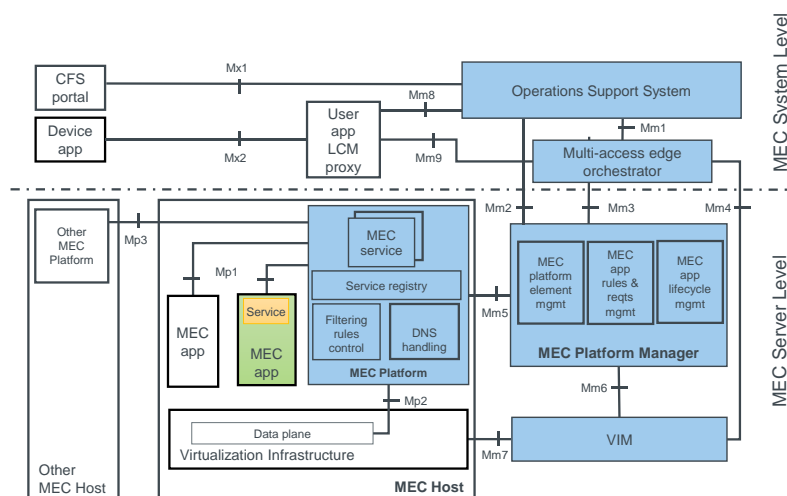 MEC System Level
Mx1
CFS
portal
Operations Support System
Mm8
User
app
LCM
proxy
Device
app
Mx2
Mm9
Mm1
Multi-access edge
orchestrator
Mm2
Mm3
Mm4
MEC Server Level
Other
MEC
Platform
Mp3
MEC
service
Mp1
Service registry
MEC
platform
element
mgmt
MEC
app
rules &
reqts
mgmt
MEC
app
lifecycle
mgmt
Mm5
MEC
app
Service
MEC
app
Filtering
rules
control
DNS
handling
MEC Platform
MEC Platform Manager
Mp2
Mm6
Data plane
Virtualization Infrastructure
Mm7
VIM
Other
MEC Host
MEC Host